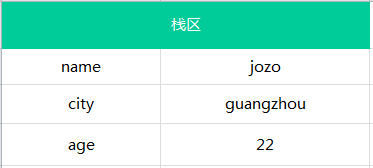 栈区
name jozo
city guangzhou
age 22